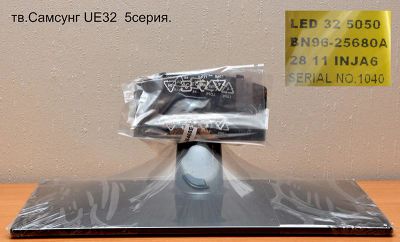 тв.Самсунг UE32 5серия.
LED 32 5050
BN96-25680A
28 11 INJA6
SERIAL NO.1040